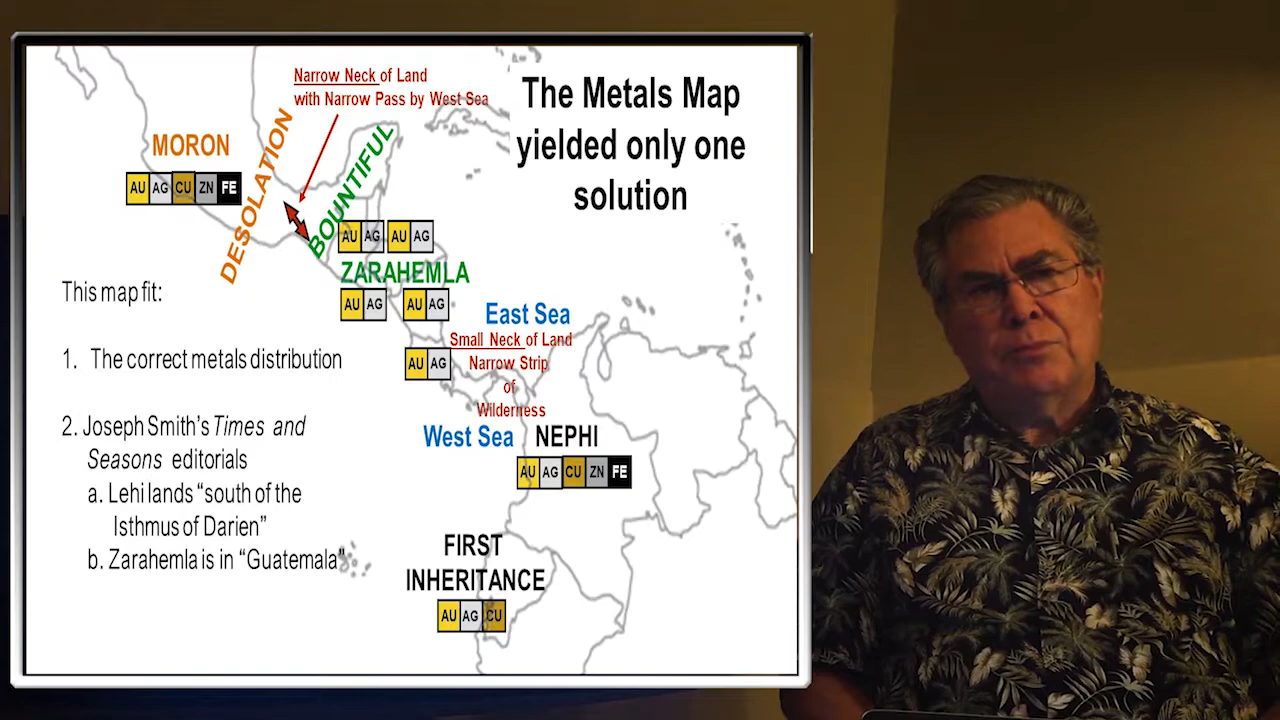 Narrow Neck of Land
with Narrow Pass by West Sea
The Metals Map
yielded only one
solution
MORON
AU AG CU ZN FE
DESOLATION
BOUNTIFUL
AU AG AU AG
ZARAHEMLA
AU AG AU AG
This map fit:
East Sea
Small Neck of Land
Narrow Strip
of
Wilderness
AU AG
1. The correct metals distribution
2. Joseph Smith's Times and
Seasons editorials
a. Lehi lands "south of the
Isthmus of Darien"
b. Zarahemla is in "Guatemala"
West Sea
NEPHI
AU AG CU ZN FE
FIRST
INHERITANCE
AU AG CU